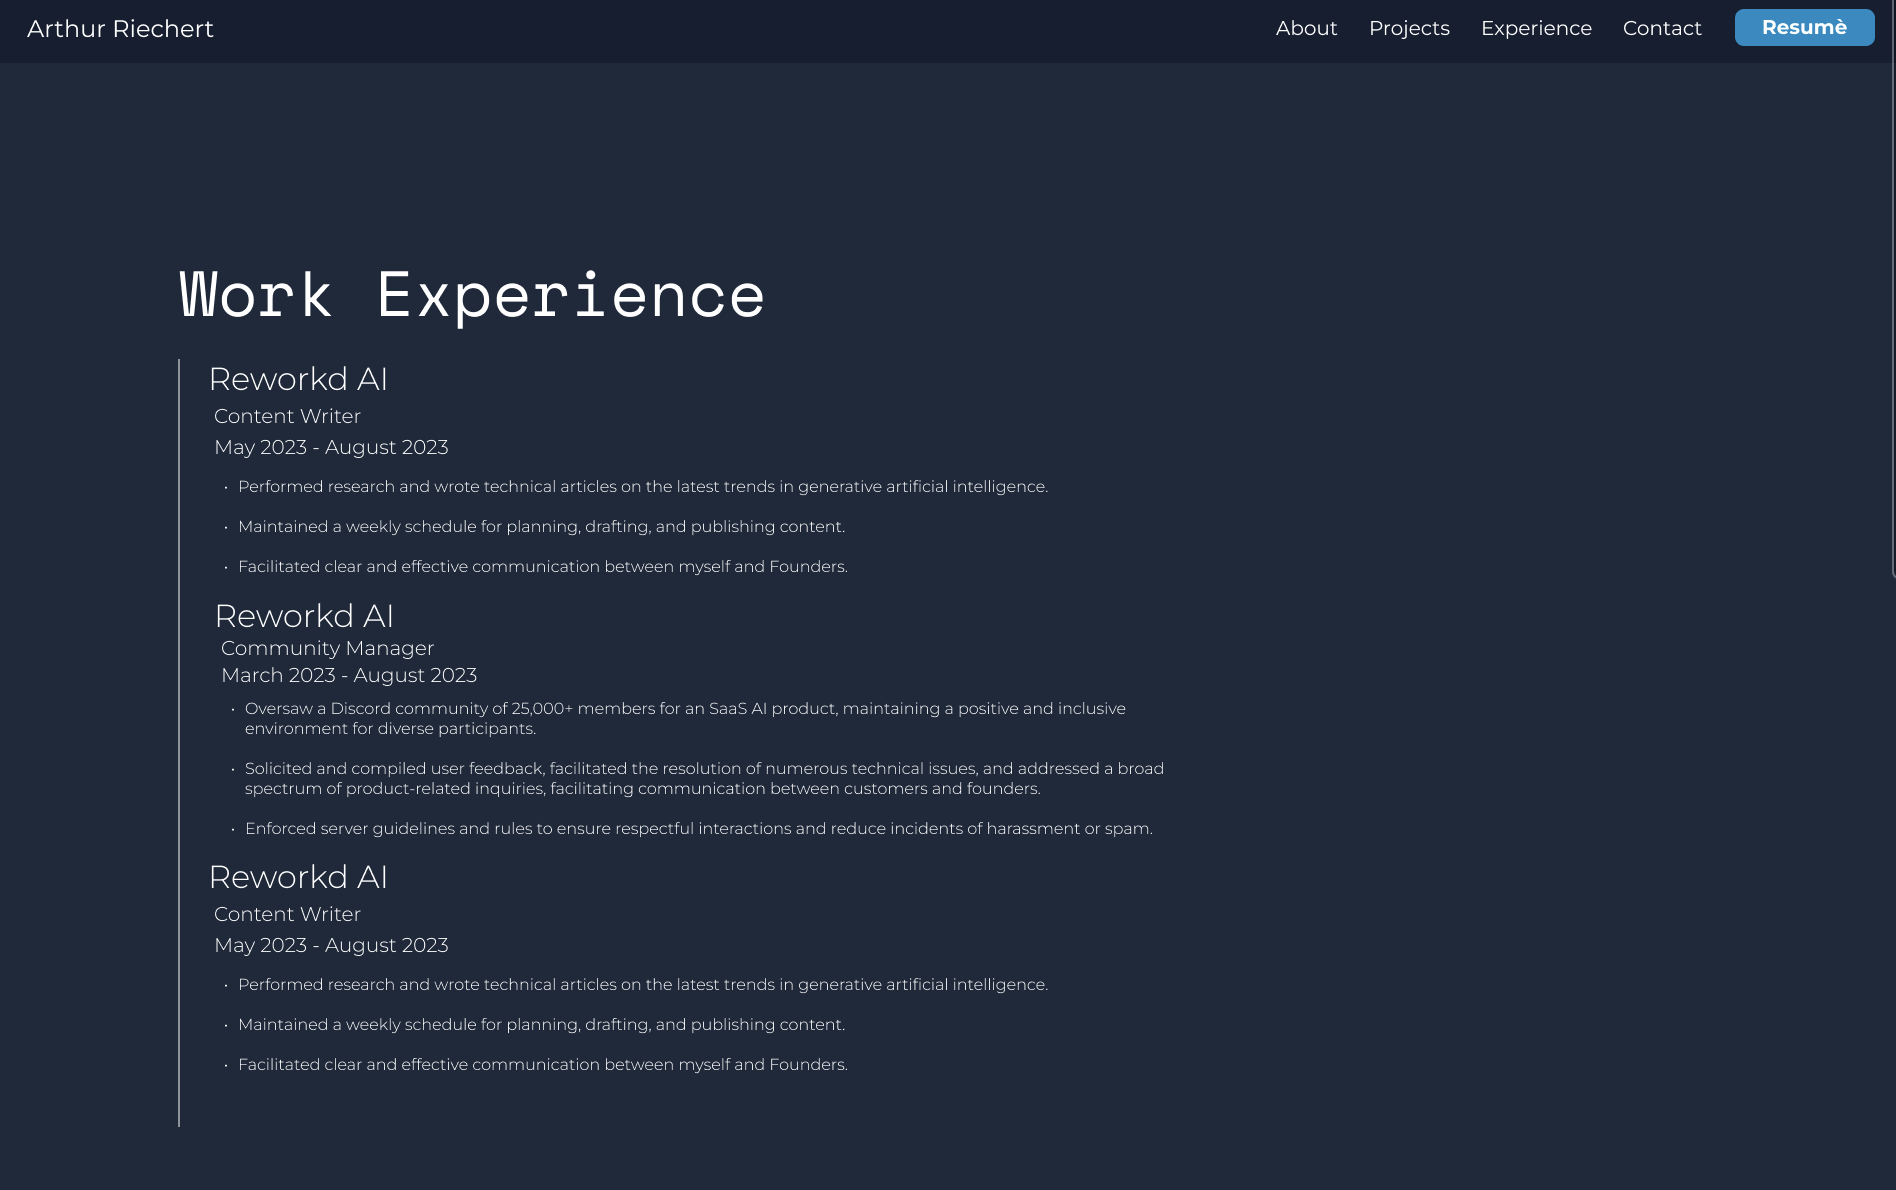 Arthur Riechert
About Projects Experience Contact Resumè
Work Experience
Reworkd AI
Content Writer
May 2023 - August 2023
• Performed research and wrote technical articles on the latest trends in generative artificial intelligence.
• Maintained a weekly schedule for planning, drafting, and publishing content.
• Facilitated clear and effective communication between myself and Founders.
Reworkd AI
Community Manager
March 2023 - August 2023
• Oversaw a Discord community of 25,000+ members for an SaaS AI product, maintaining a positive and inclusive
environment for diverse participants.
• Solicited and compiled user feedback, facilitated the resolution of numerous technical issues, and addressed a broad
spectrum of product-related inquiries, facilitating communication between customers and founders.
• Enforced server guidelines and rules to ensure respectful interactions and reduce incidents of harassment or spam.
Reworkd AI
Content Writer
May 2023 - August 2023
• Performed research and wrote technical articles on the latest trends in generative artificial intelligence.
• Maintained a weekly schedule for planning, drafting, and publishing content.
• Facilitated clear and effective communication between myself and Founders.